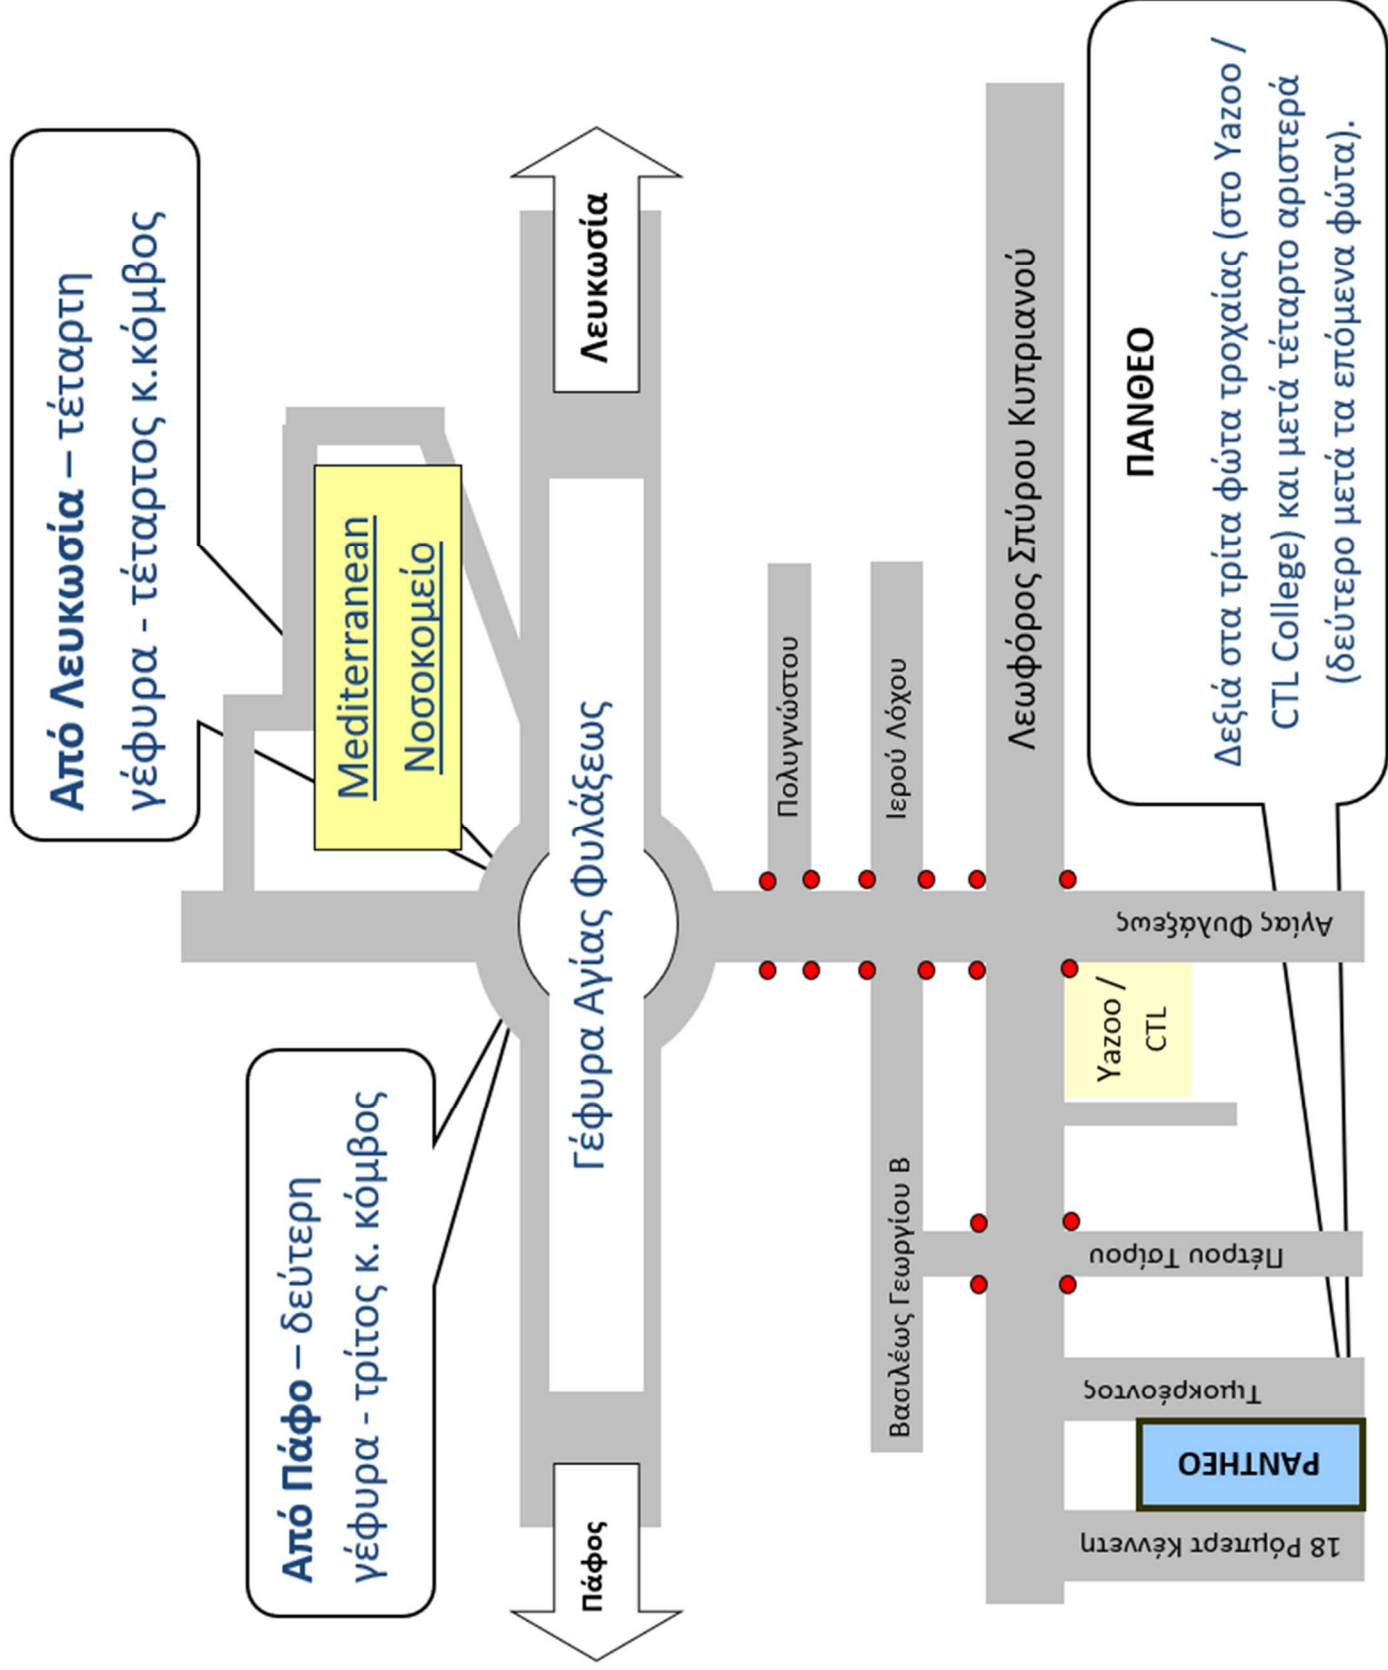 Από Λευκωσία – τέταρτη
γέφυρα - τέταρτος κ.κόμβος
Mediterranean
Νοσοκομείο
Από Πάφο – δεύτερη
γέφυρα - τρίτος κ. κόμβος
Πάφος
Γέφυρα Αγίας Φυλάξεως
Λευκωσία
Πολυγνώστου
Βασιλέως Γεωργίου Β
Ιερού Λόχου
Λεωφόρος Σπύρου Κυπριανού
18 Ρόμπερτ Κέννετη
PANTHEO
Τιμοκρέοντος
Πέτρου Τσίρου
Yazoo /
CTL
Αγίας Φυλάξεως
ΠΑΝΘΕΟ
Δεξιά στα τρίτα φώτα τροχαίας (στο Yazoo /
CTL College) και μετά τέταρτο αριστερά
(δεύτερο μετά τα επόμενα φώτα).